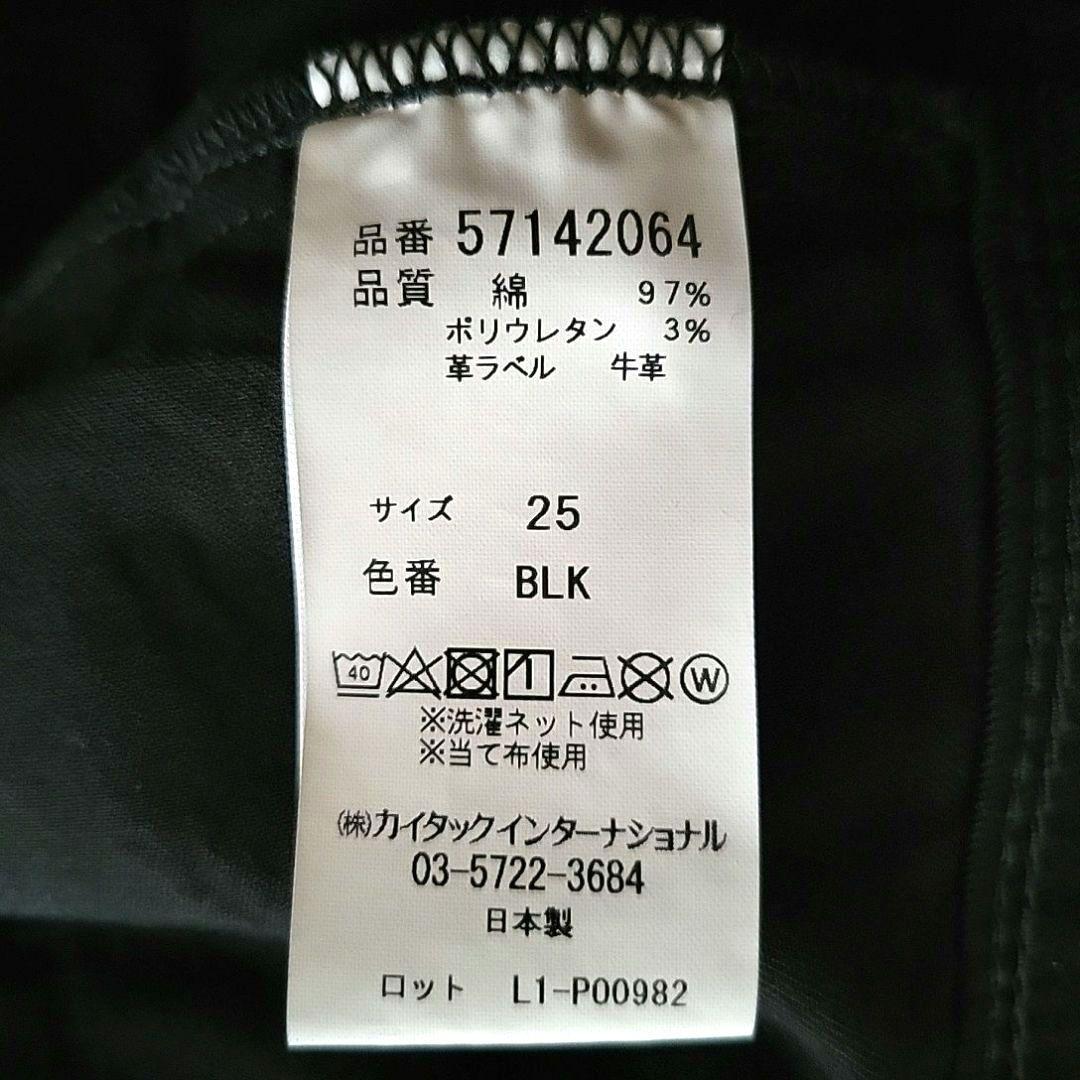 品番 57142064
品質 綿 97%
ポリウレタン 3%
革ラベル 牛革
サイズ 25
色番 BLK
40 W
※洗濯ネット使用
※当て布使用
(株)カイタックインターナショナル
03-5722-3684
日本製
ロット L1-P00982